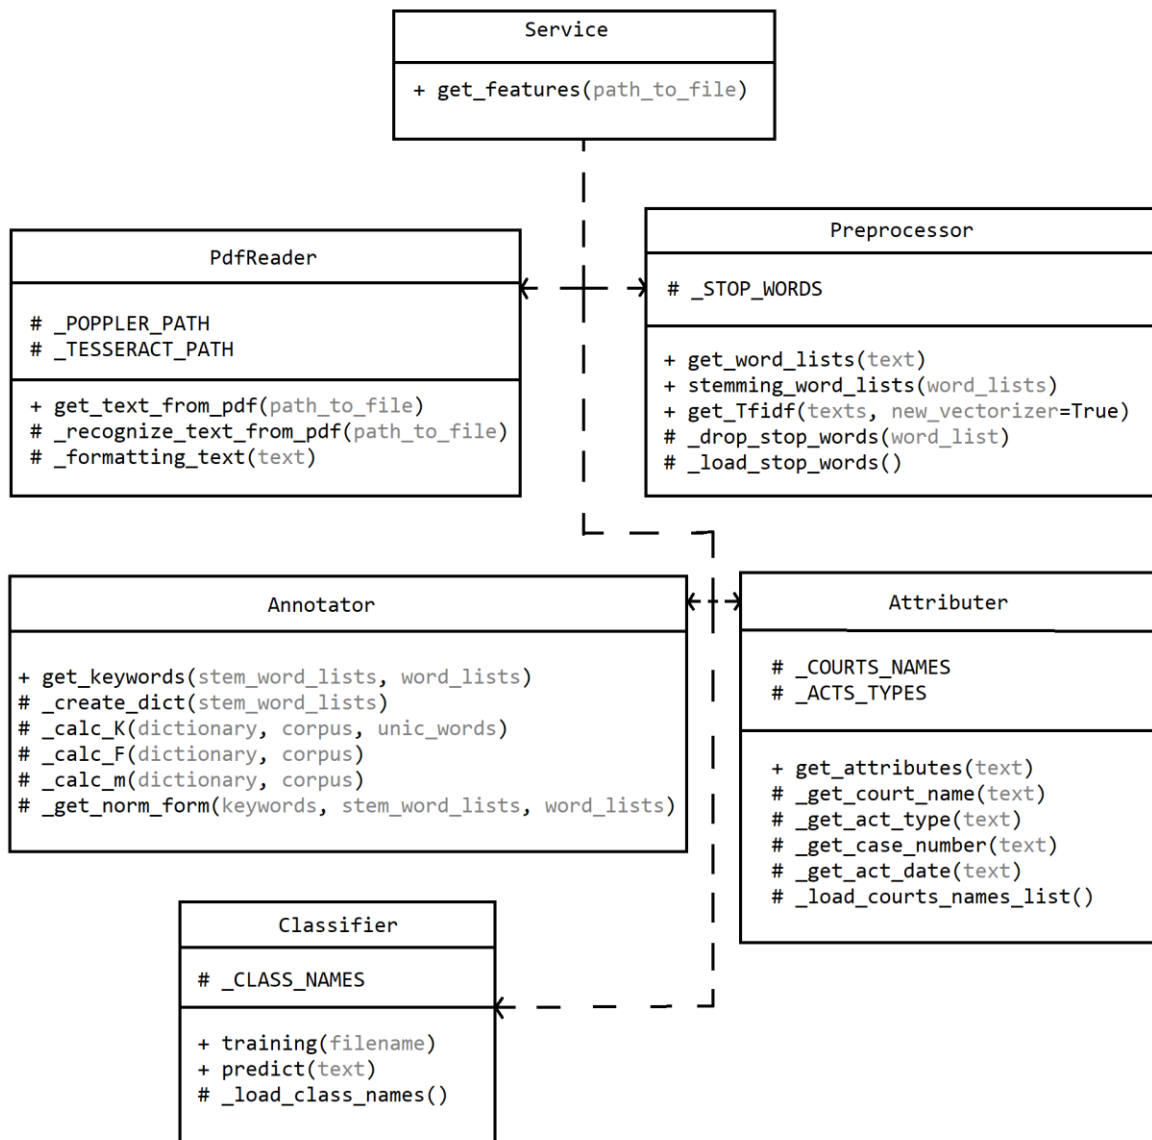 Service
+ get_features(path_to_file)
PdfReader
# _POPPLER_PATH
# _TESSERACT_PATH
+ get_text_from_pdf(path_to_file)
# _recognize_text_from_pdf(path_to_file)
# _formatting_text(text)
Preprocessor
# _STOP_WORDS
+ get_word_lists(text)
+ stemming_word_lists(word_lists)
+ get_Tfidf(texts, new_vectorizer=True)
# _drop_stop_words(word_list)
# _load_stop_words()
Annotator
+ get_keywords(stem_word_lists, word_lists)
# _create_dict(stem_word_lists)
# _calc_K(dictionary, corpus, unic_words)
# _calc_F(dictionary, corpus)
# _calc_m(dictionary, corpus)
# _get_norm_form(keywords, stem_word_lists, word_lists)
Attributer
# _COURTS_NAMES
# _ACTS_TYPES
+ get_attributes(text)
# _get_court_name(text)
# _get_act_type(text)
# _get_case_number(text)
# _get_act_date(text)
# _load_courts_names_list()
Classifier
# _CLASS_NAMES
+ training(filename)
+ predict(text)
# _load_class_names()